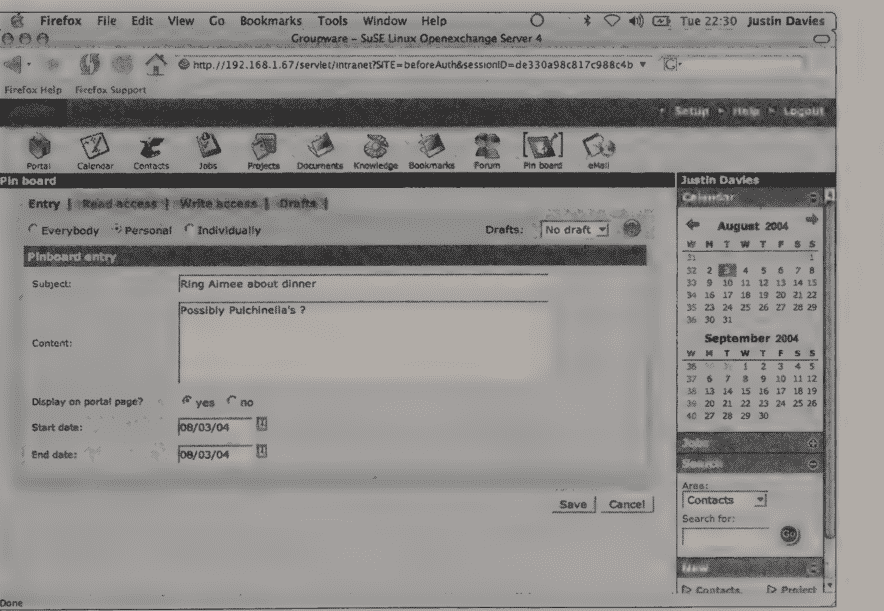 Firefox File Edit View Go Bookmarks Tools Window Help Tue 22:30 Justin Davies
Groupware – SuSE Linux Openexchange Server 4
http://192.168.1.67/servlet/intranet?SITE=beforeAuth&sessionID=de330a98c817c988c4b
Firefox Help Firefox Support
Setup Help Logout
Portal Calendar Contacts Jobs Projects Documents Knowledge Bookmarks Forum Pin board eMail
Pin board
Entry | Read access | Write access | Drafts |
Everybody Personal Individually Drafts: No draft
Pinboard entry
Subject: Ring Aimee about dinner
Content: Possibly Pulchinella's ?
Display on portal page? yes no
Start date: 08/03/04
End date: 08/03/04
Save Cancel
Justin Davies
Calendar
August 2004
W M T W T F S S
31 1
32 2 3 4 5 6 7 8
33 9 10 11 12 13 14 15
34 16 17 18 19 20 21 22
35 23 24 25 26 27 28 29
36 30 31
September 2004
W M T W T F S S
36 1 2 3 4 5
37 6 7 8 9 10 11 12
38 13 14 15 16 17 18 19
39 20 21 22 23 24 25 26
40 27 28 29 30
Jobs
Search
Area:
Contacts
Search for:
Go
New
Contacts Project
Done